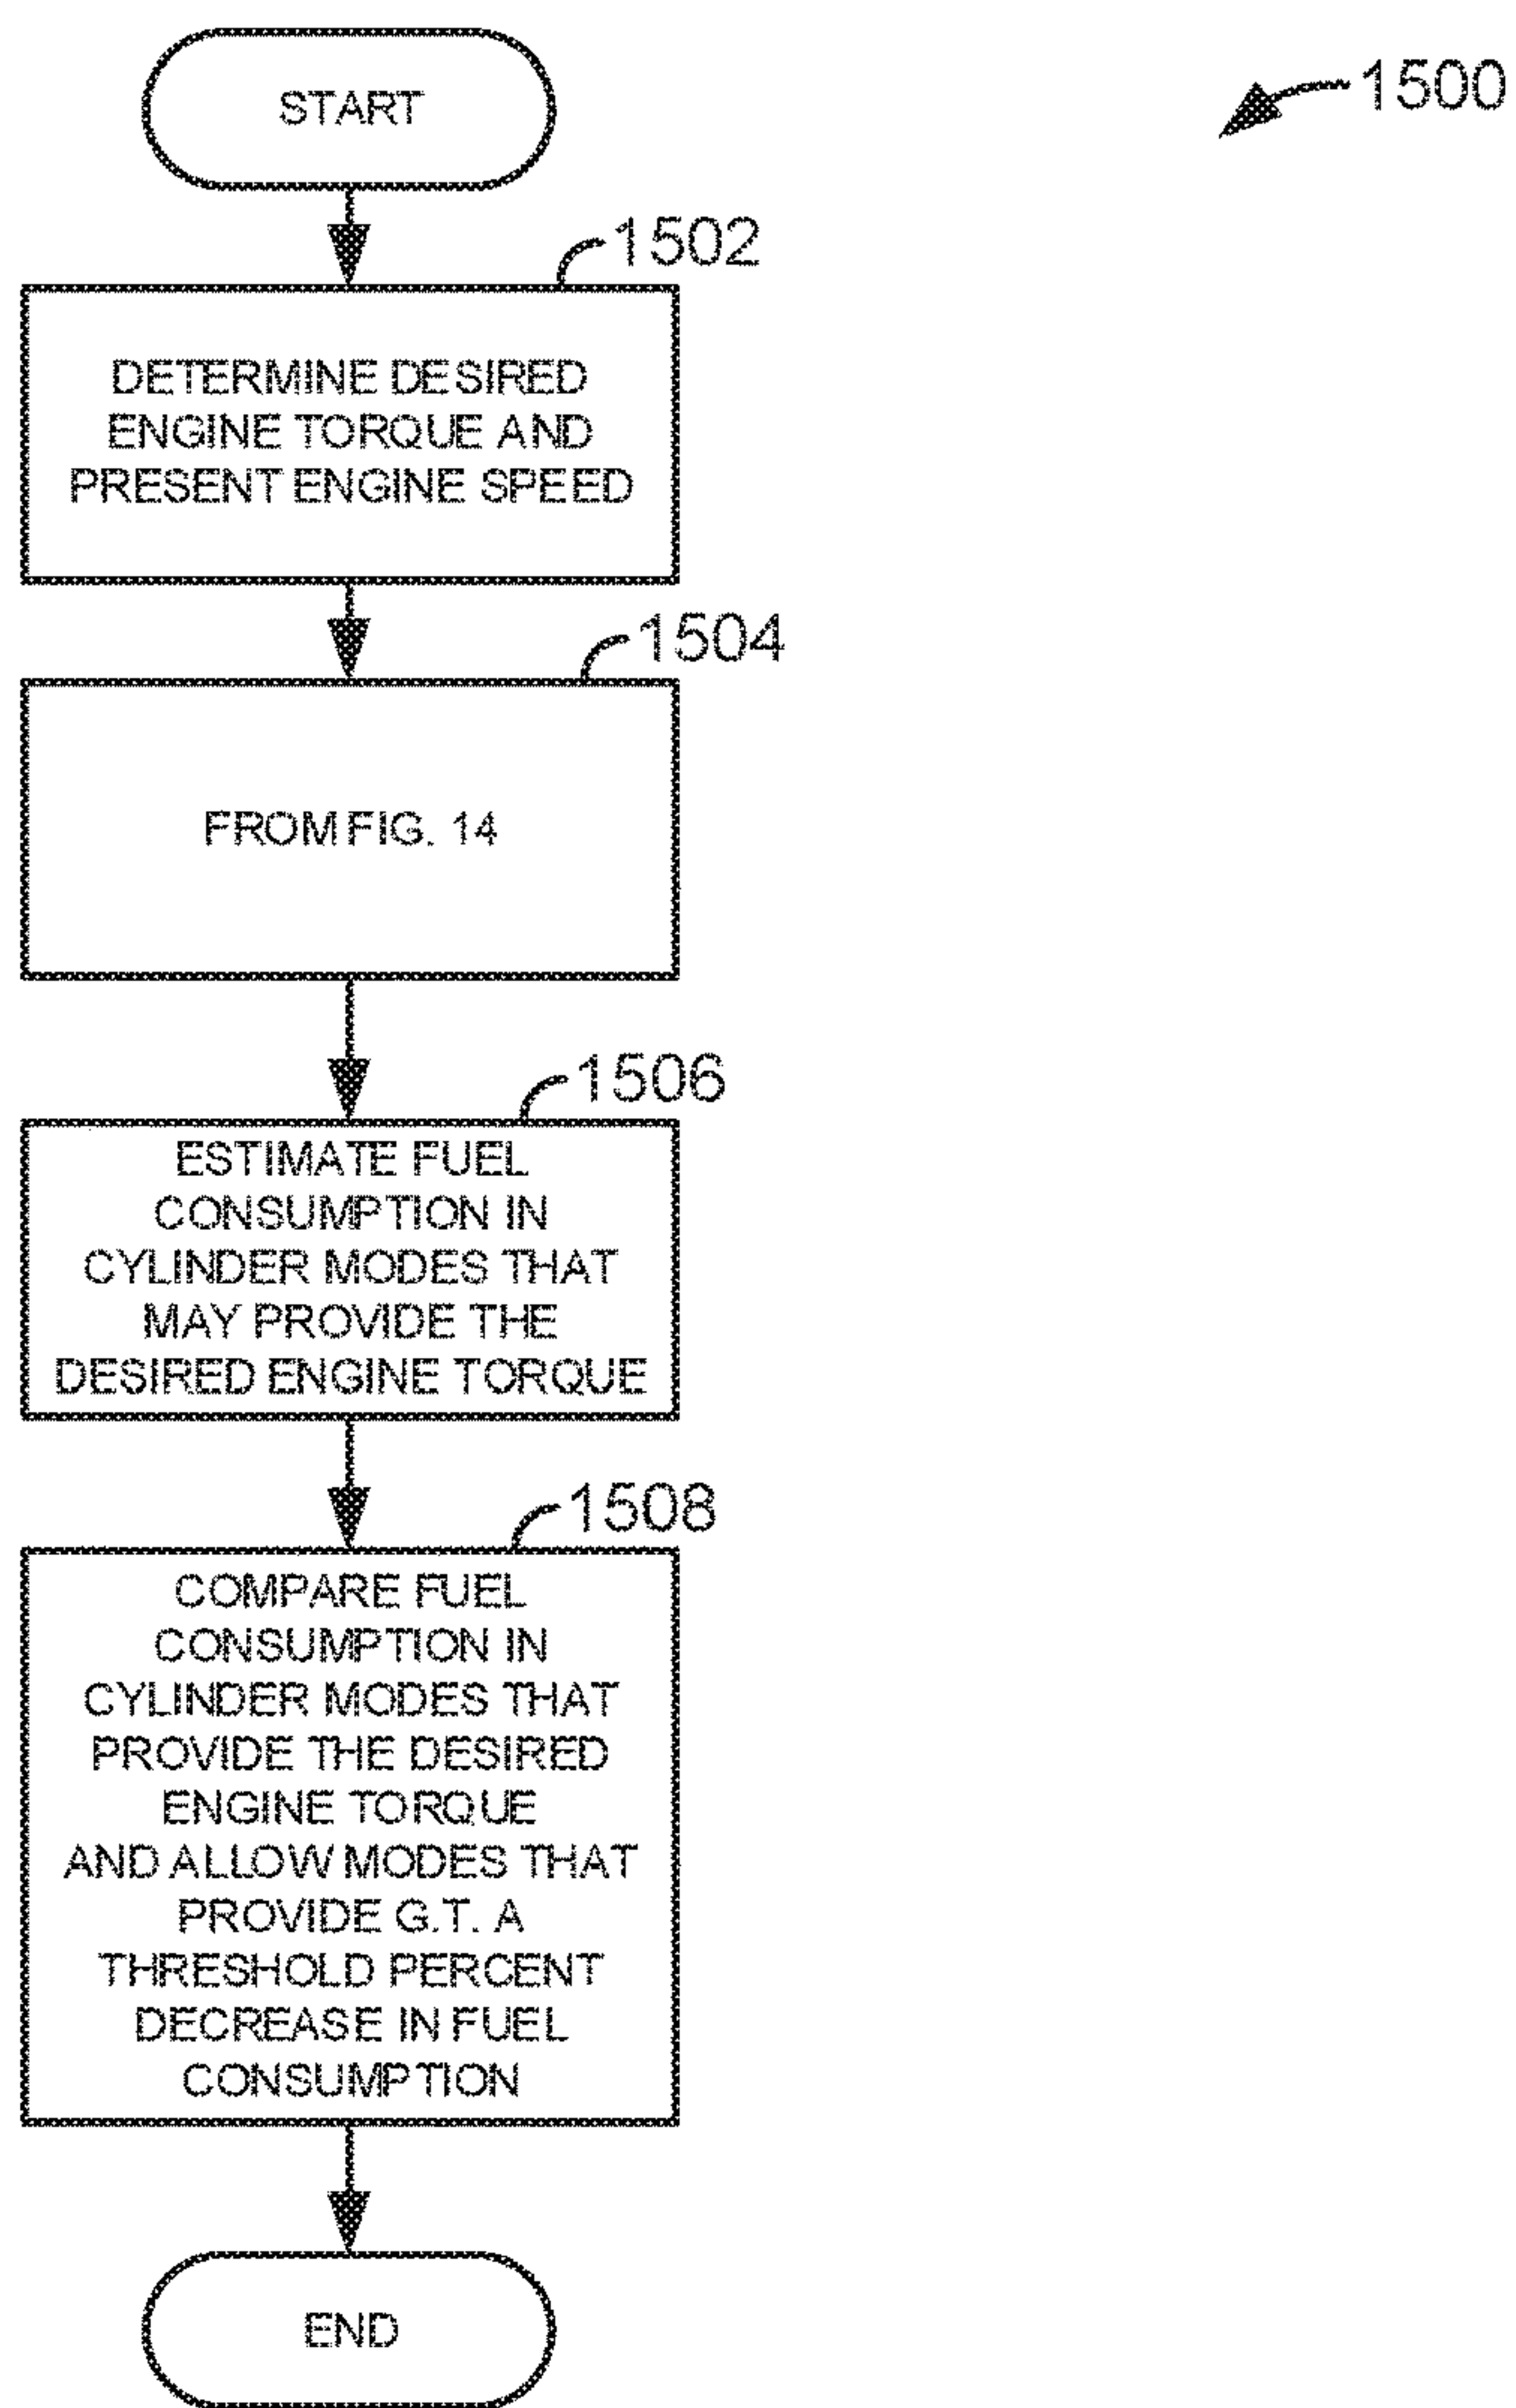 START
1500
1502
DETERMINE DESIRED
ENGINE TORQUE AND
PRESENT ENGINE SPEED
1504
FROM FIG. 14
1506
ESTIMATE FUEL
CONSUMPTION IN
CYLINDER MODES THAT
MAY PROVIDE THE
DESIRED ENGINE TORQUE
1508
COMPARE FUEL
CONSUMPTION IN
CYLINDER MODES THAT
PROVIDE THE DESIRED
ENGINE TORQUE
AND ALLOW MODES THAT
PROVIDE G.T. A
THRESHOLD PERCENT
DECREASE IN FUEL
CONSUMPTION
END